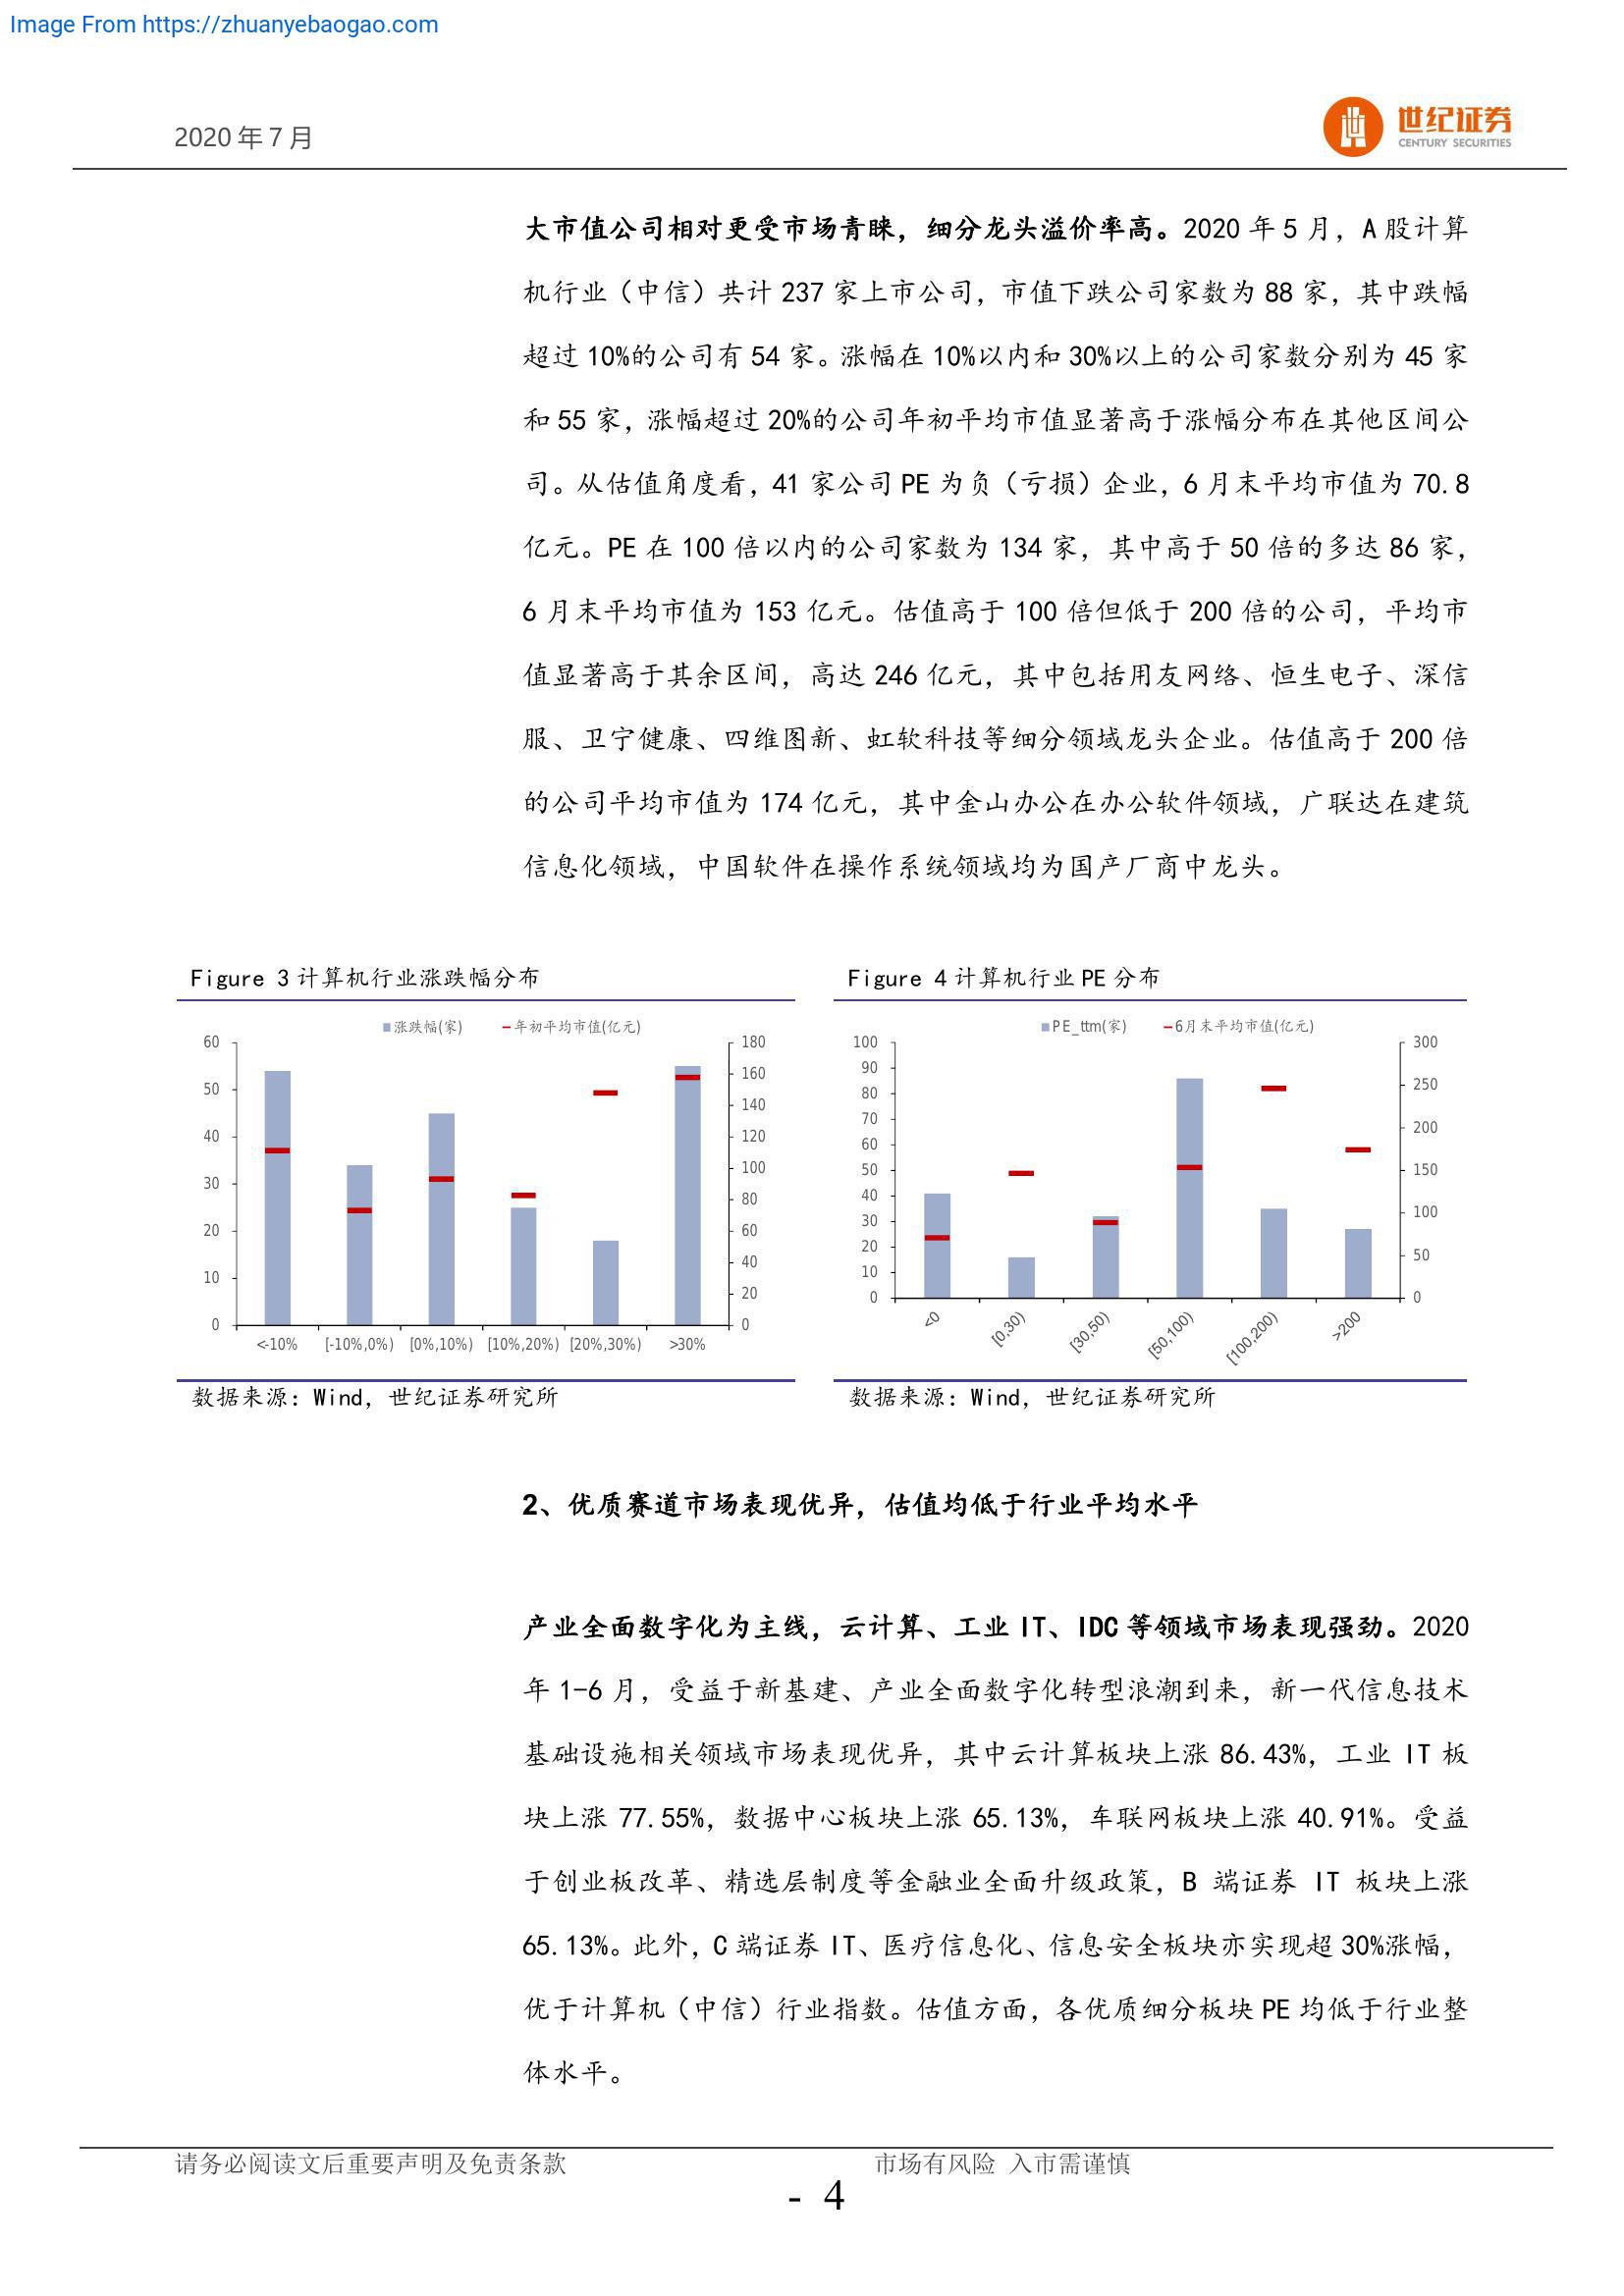 Image From https://zhuanyebaogao.com
2020 年 7 月
世纪证券
CENTURY SECURITIES
大市值公司相对更受市场青睐，细分龙头溢价率高。2020 年 5 月，A 股计算
机行业（中信）共计 237 家上市公司，市值下跌公司家数为 88 家，其中跌幅
超过 10%的公司有 54 家。涨幅在 10%以内和 30%以上的公司家数分别为 45 家
和 55 家，涨幅超过 20%的公司年初平均市值显著高于涨幅分布在其他区间公
司。从估值角度看，41 家公司 PE 为负（亏损）企业，6 月末平均市值为 70.8
亿元。PE 在 100 倍以内的公司家数为 134 家，其中高于 50 倍的多达 86 家，
6 月末平均市值为 153 亿元。估值高于 100 倍但低于 200 倍的公司，平均市
值显著高于其余区间，高达 246 亿元，其中包括用友网络、恒生电子、深信
服、卫宁健康、四维图新、虹软科技等细分领域龙头企业。估值高于 200 倍
的公司平均市值为 174 亿元，其中金山办公在办公软件领域，广联达在建筑
信息化领域，中国软件在操作系统领域均为国产厂商中龙头。
Figure 3 计算机行业涨跌幅分布
涨跌幅(家) 年初平均市值(亿元)
60 180
160
50
140
40 120
100
30
80
20 60
40
10
20
0 0
<-10% [-10%,0%) [0%,10%) [10%,20%) [20%,30%) >30%
数据来源：Wind，世纪证券研究所
Figure 4 计算机行业 PE 分布
PE_ttm(家) 6月末平均市值(亿元)
100 300
90
80 250
70
60 200
50 150
40
30 100
20 50
10
0 0
<0 [0,30) [30,50) [50,100) [100,200) >200
数据来源：Wind，世纪证券研究所
2、优质赛道市场表现优异，估值均低于行业平均水平
产业全面数字化为主线，云计算、工业 IT、IDC 等领域市场表现强劲。2020
年 1-6 月，受益于新基建、产业全面数字化转型浪潮到来，新一代信息技术
基础设施相关领域市场表现优异，其中云计算板块上涨 86.43%，工业 IT 板
块上涨 77.55%，数据中心板块上涨 65.13%，车联网板块上涨 40.91%。受益
于创业板改革、精选层制度等金融业全面升级政策，B 端证券 IT 板块上涨
65.13%。此外，C 端证券 IT、医疗信息化、信息安全板块亦实现超 30%涨幅，
优于计算机（中信）行业指数。估值方面，各优质细分板块 PE 均低于行业整
体水平。
请务必阅读文后重要声明及免责条款 市场有风险 入市需谨慎
- 4